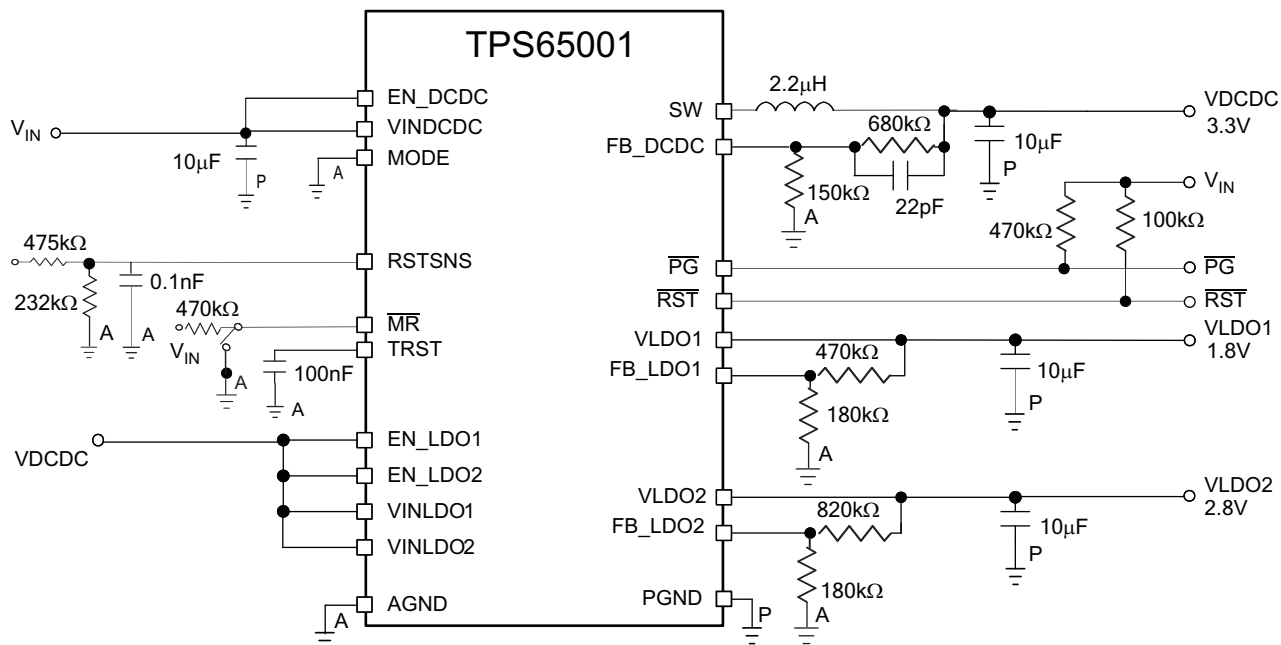 TPS65001
EN_DCDC
V_IN
VINDCDC
10μF
P
MODE
A
475kΩ
RSTSNS
0.1nF
232kΩ
A
A
470kΩ
MR
V_IN
TRST
100nF
A
A
EN_LDO1
VDCDC
EN_LDO2
VINLDO1
VINLDO2
AGND
A
SW
2.2μH
VDCDC
3.3V
680kΩ
10μF
FB_DCDC
P
150kΩ
22pF
A
V_IN
470kΩ
100kΩ
PG
PG
RST
RST
VLDO1
VLDO1
1.8V
470kΩ
FB_LDO1
10μF
P
180kΩ
A
VLDO2
VLDO2
2.8V
820kΩ
FB_LDO2
10μF
P
180kΩ
A
PGND
P